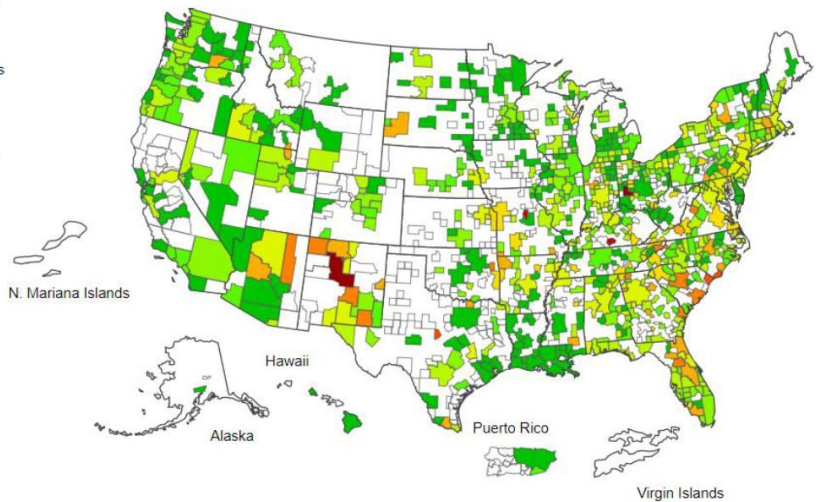 s
N. Mariana Islands
Hawaii
Alaska
Puerto Rico
Virgin Islands